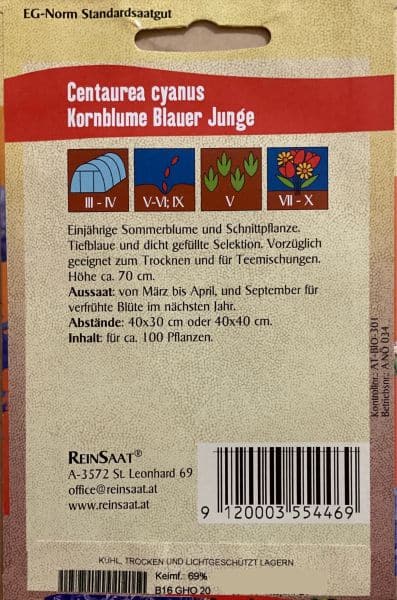 EG-Norm Standardsaatgut
Centaurea cyanus
Kornblume Blauer Junge
III - IV
V-VI; IX
V
VII - X
Einjährige Sommerblume und Schnittpflanze.
Tiefblaue und dicht gefüllte Selektion. Vorzüglich
geeignet zum Trocknen und für Teemischungen.
Höhe ca. 70 cm.
Aussaat: von März bis April, und September für
verfrühte Blüte im nächsten Jahr.
Abstände: 40x30 cm oder 40x40 cm.
Inhalt: für ca. 100 Pflanzen.
Kontrollnr.: AT-BIO-301
Betriebsnr.: A NÖ 034
REINSAAT®
A-3572 St. Leonhard 69
office@reinsaat.at
www.reinsaat.at
9 120003 554469
KÜHL, TROCKEN UND LICHTGESCHÜTZT LAGERN
Keimf.: 69%
B16 GHO 20